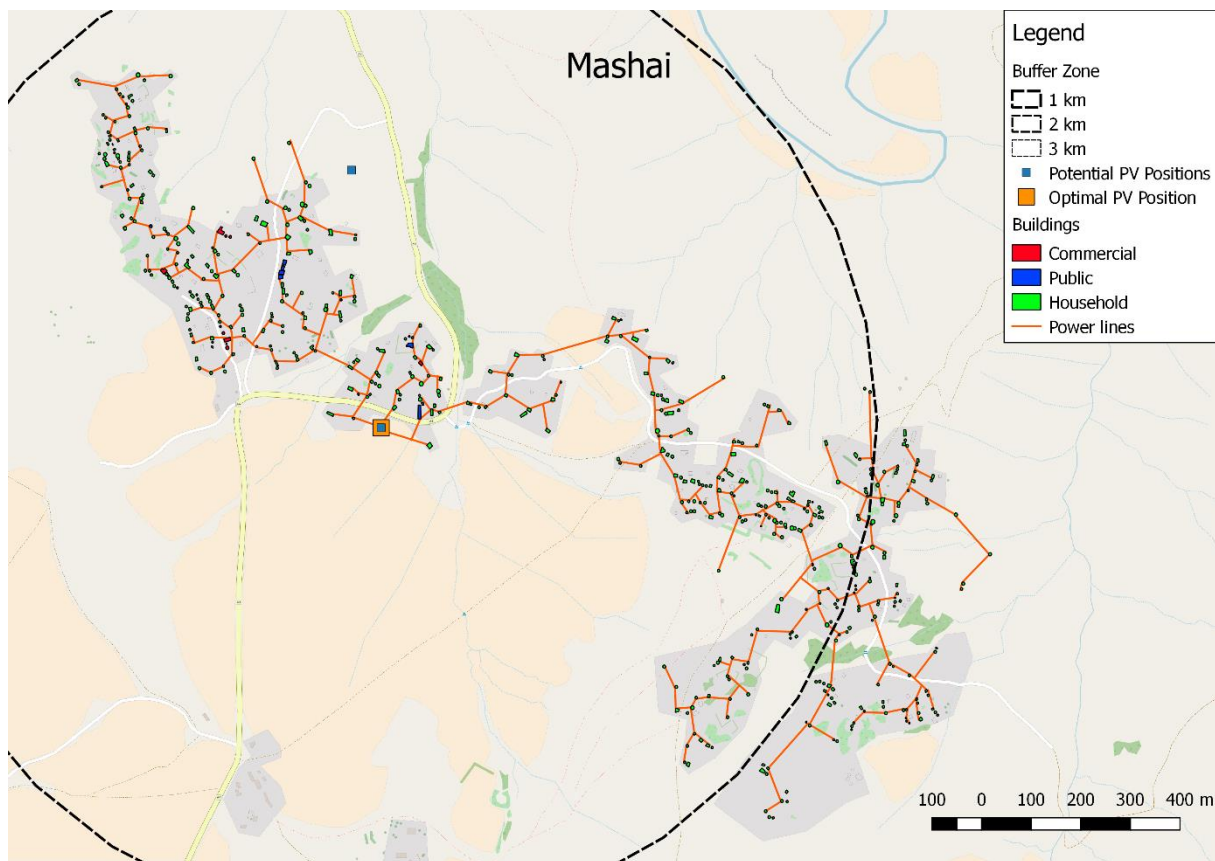 Mashai
Legend
Buffer Zone
1 km
2 km
3 km
Potential PV Positions
Optimal PV Position
Buildings
Commercial
Public
Household
Power lines
100 0 100 200 300 400 m